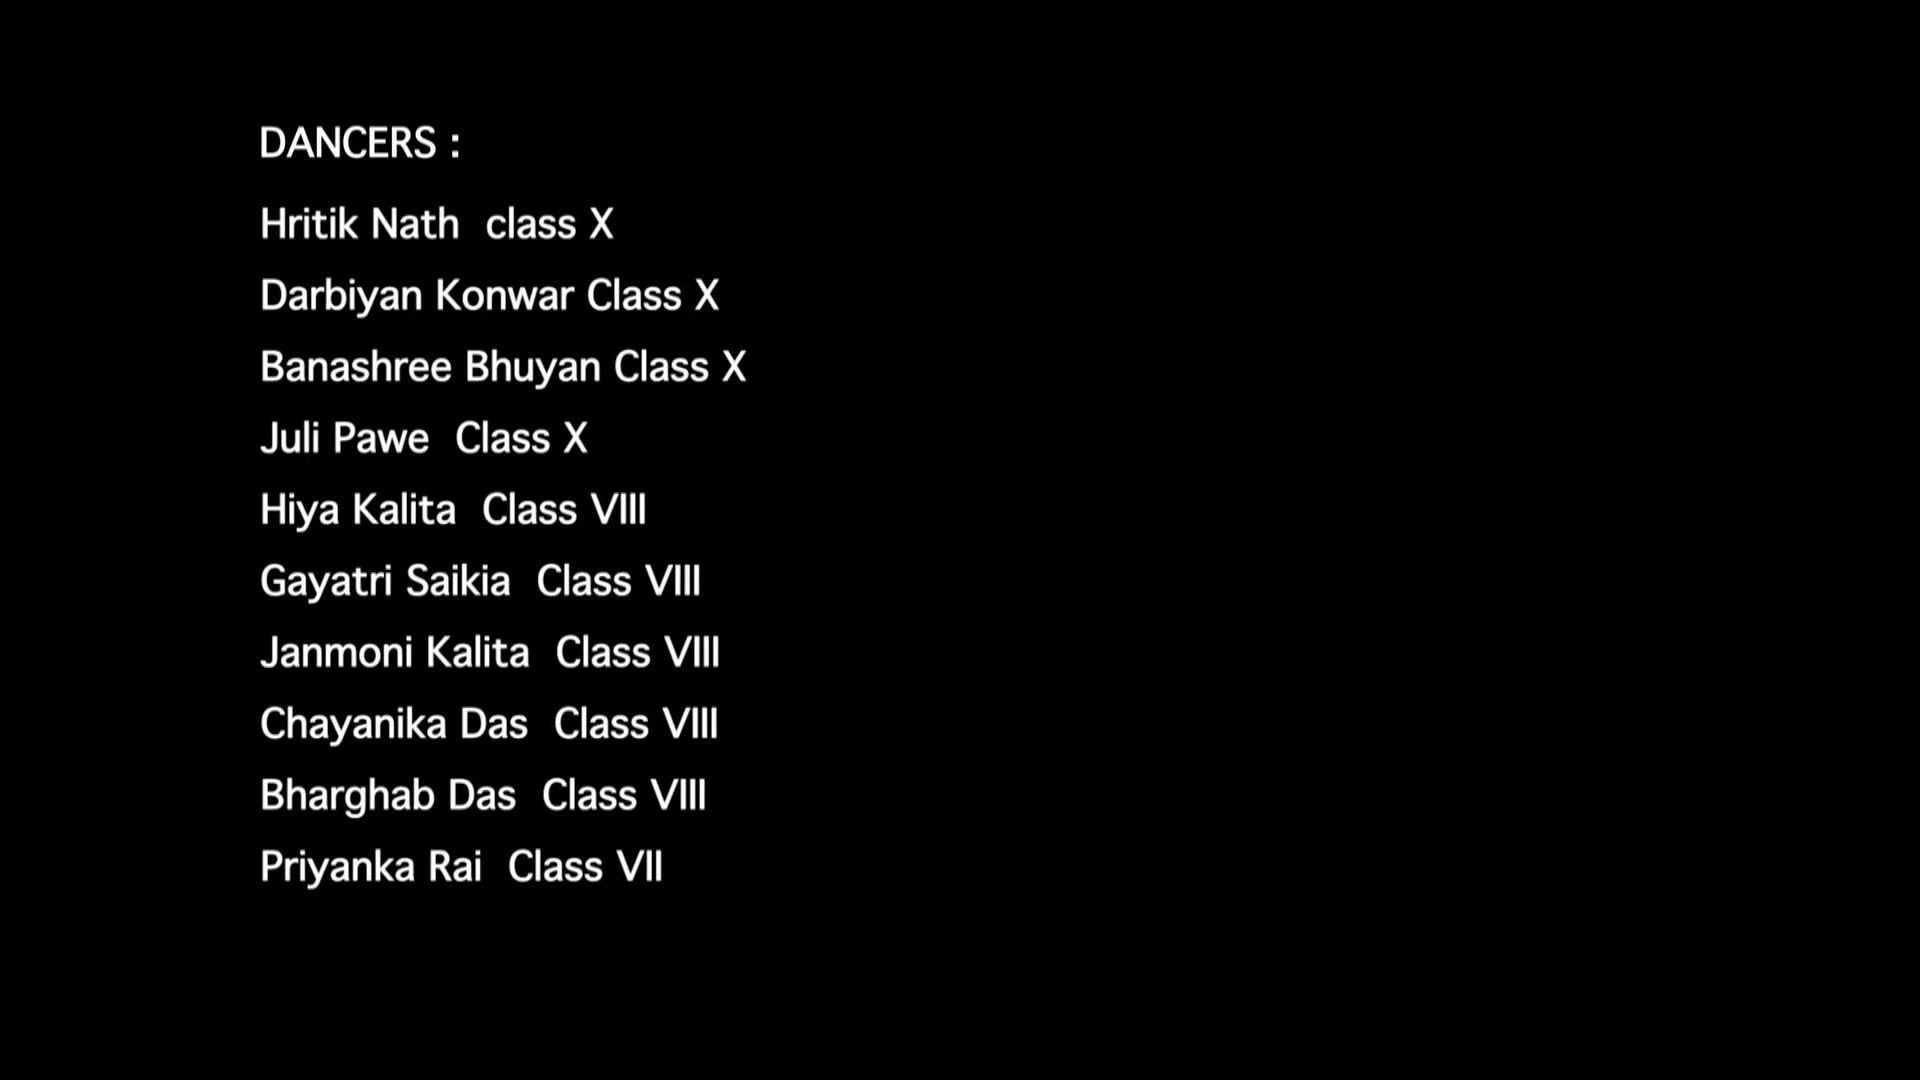 DANCERS :
Hritik Nath  class X
Darbiyan Konwar Class X
Banashree Bhuyan Class X
Juli Pawe  Class X
Hiya Kalita  Class VIII
Gayatri Saikia  Class VIII
Janmoni Kalita  Class VIII
Chayanika Das  Class VIII
Bharghab Das  Class VIII
Priyanka Rai  Class VII